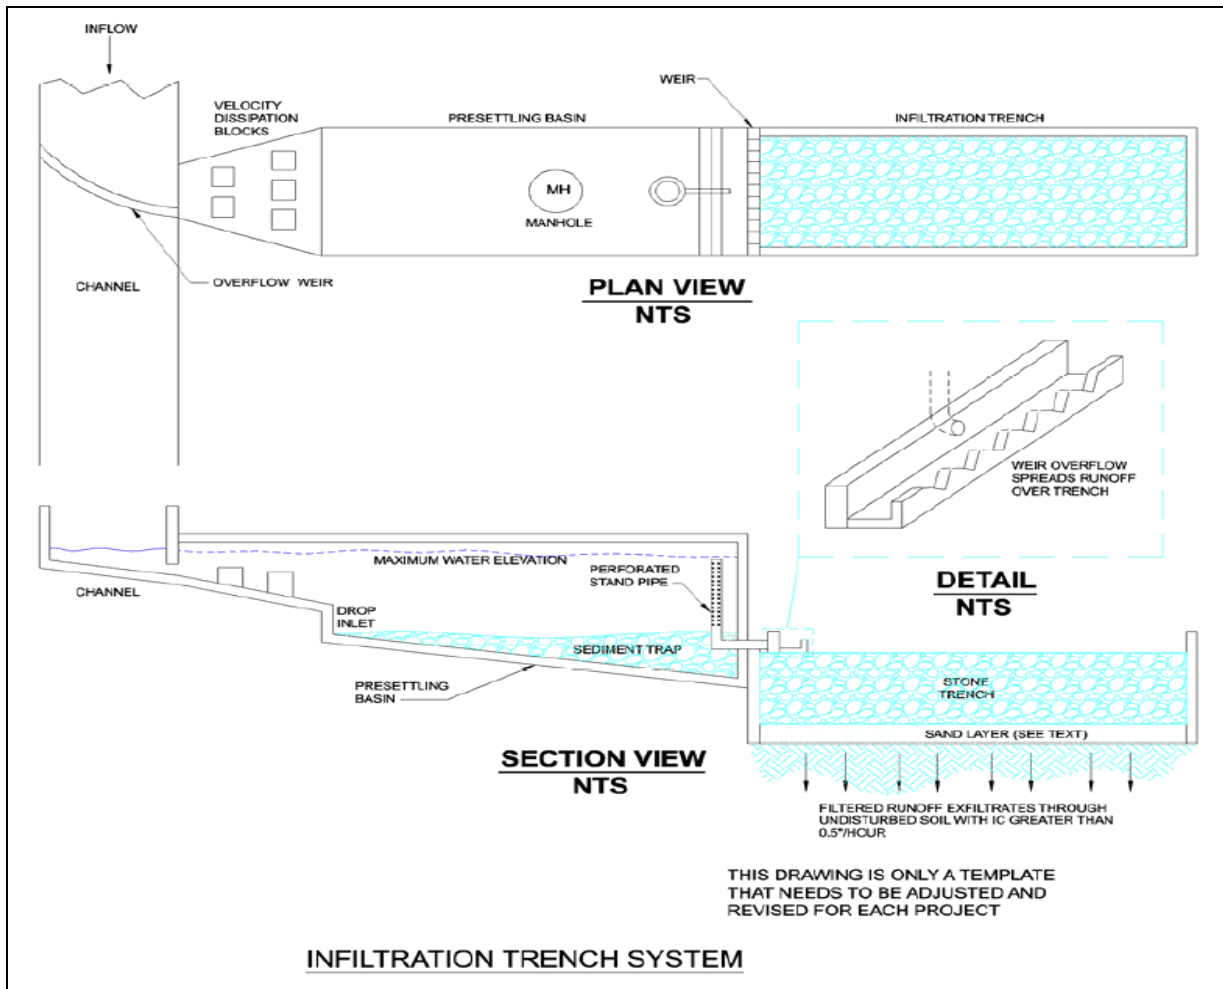 INFLOW
WEIR
VELOCITY
DISSIPATION
BLOCKS
PRESETTLING BASIN
INFILTRATION TRENCH
MH
MANHOLE
OVERFLOW WEIR
CHANNEL
PLAN VIEW
NTS
WEIR OVERFLOW
SPREADS RUNOFF
OVER TRENCH
DETAIL
NTS
MAXIMUM WATER ELEVATION
PERFORATED
STAND PIPE
CHANNEL
DROP
INLET
SEDIMENT TRAP
PRESETTLING
BASIN
STONE
TRENCH
SAND LAYER (SEE TEXT)
SECTION VIEW
NTS
FILTERED RUNOFF EXFILTRATES THROUGH
UNDISTURBED SOIL WITH IC GREATER THAN
0.5"/HOUR
THIS DRAWING IS ONLY A TEMPLATE
THAT NEEDS TO BE ADJUSTED AND
REVISED FOR EACH PROJECT
INFILTRATION TRENCH SYSTEM